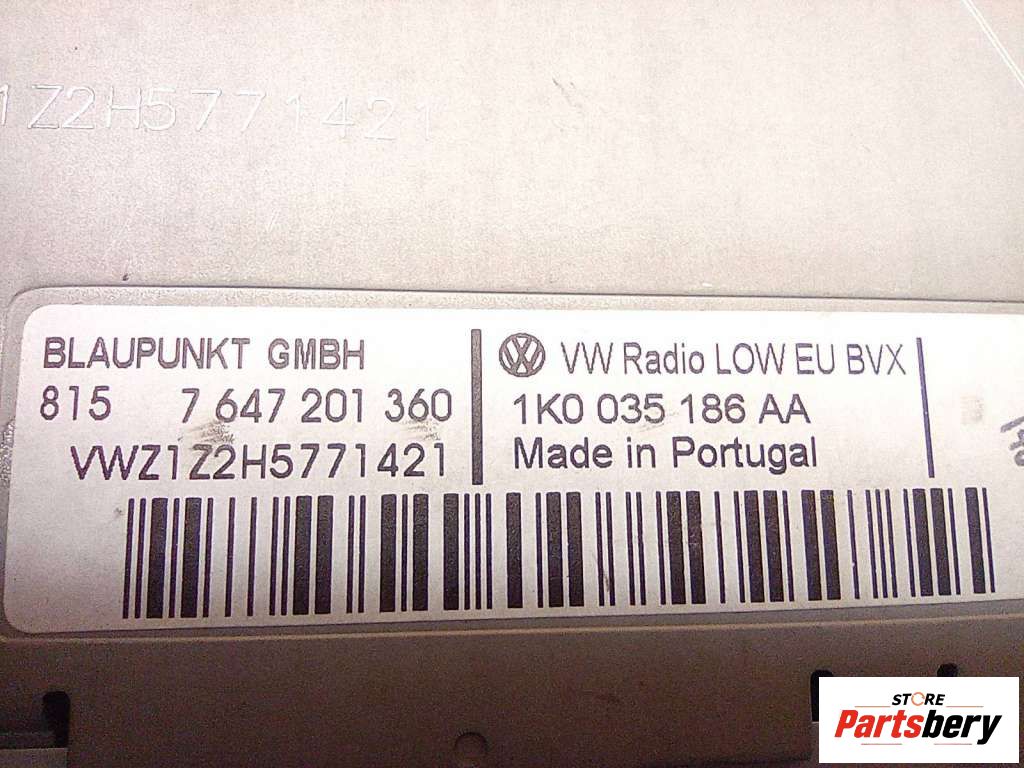 1Z2H5771421
BLAUPUNKT GMBH
815 7 647 201 360
VWZ1Z2H5771421
VW Radio LOW EU BVX
1K0 035 186 AA
Made in Portugal
STORE
Partsbery